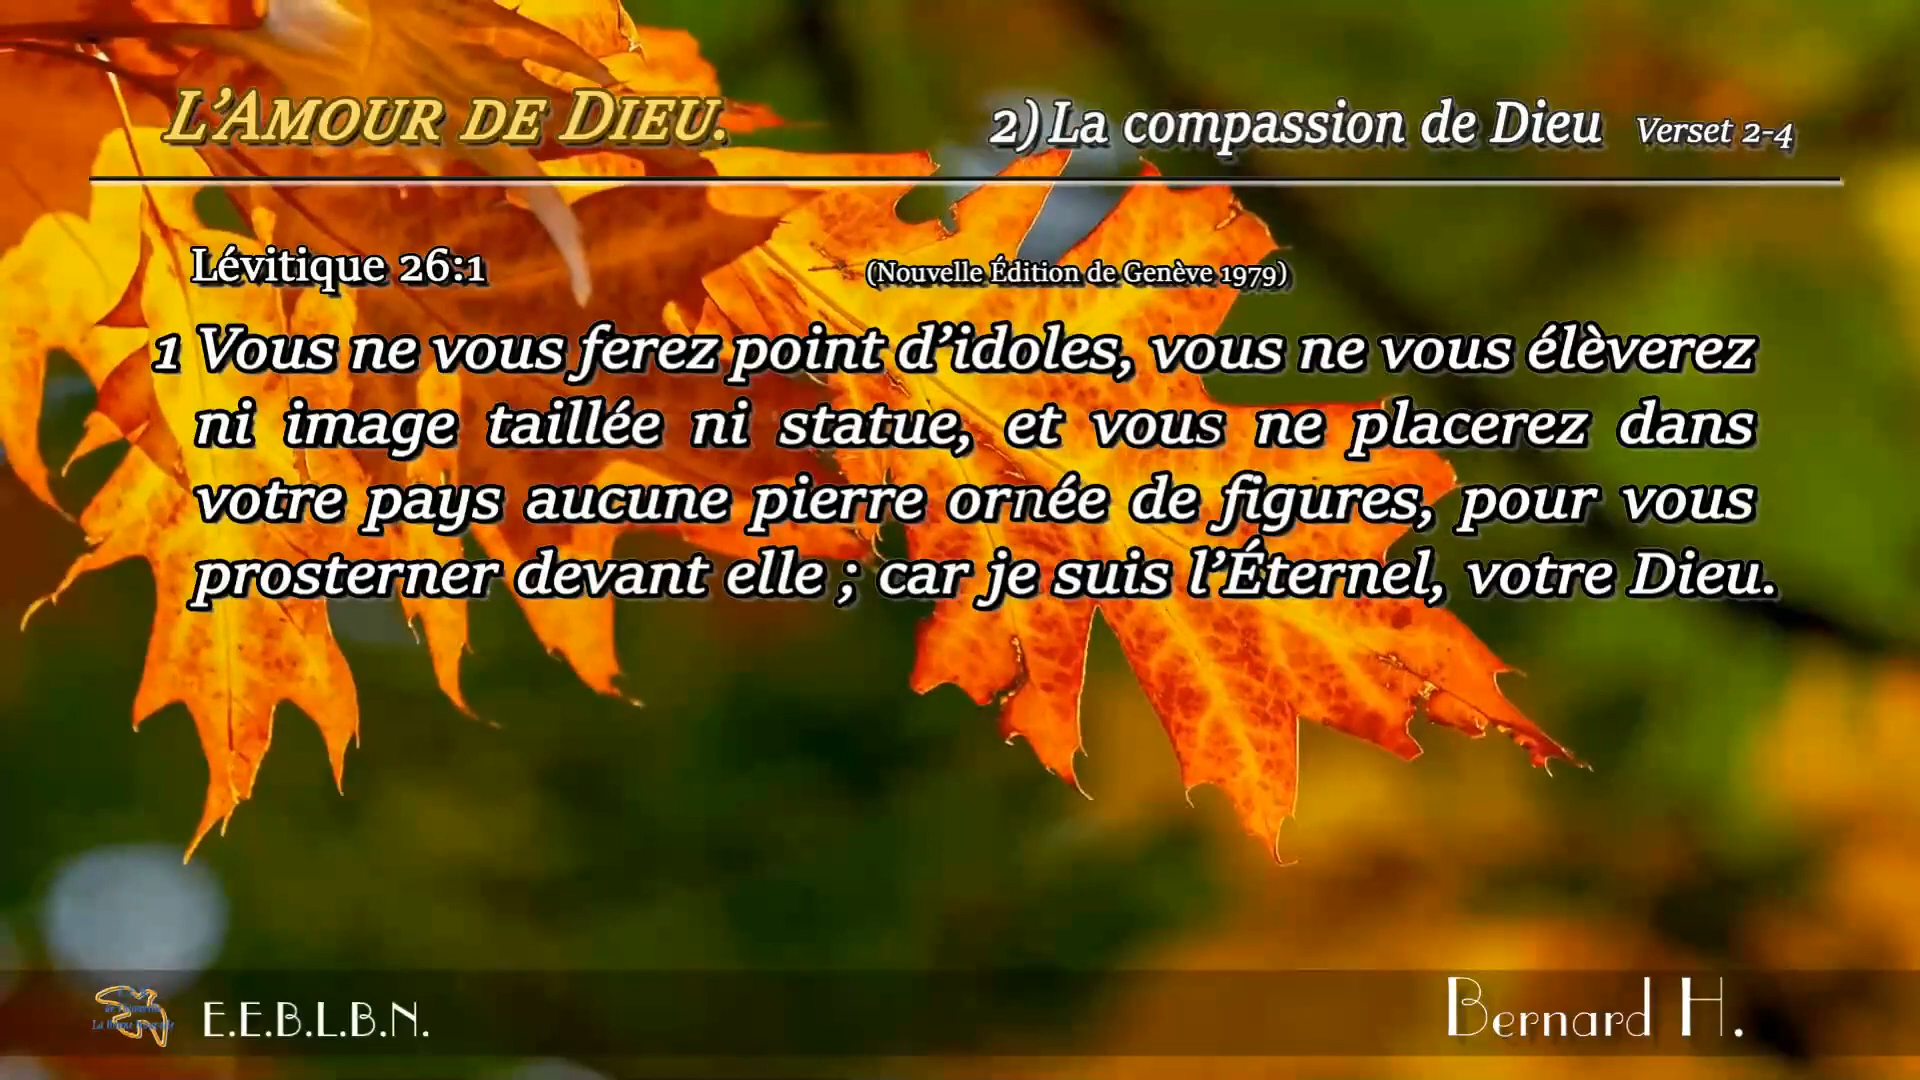 L'AMOUR DE DIEU.
2) La compassion de Dieu Verset 2-4
Lévitique 26:1
(Nouvelle Édition de Genève 1979)
1 Vous ne vous ferez point d'idoles, vous ne vous élèverez
ni image taillée ni statue, et vous ne placerez dans
votre pays aucune pierre ornée de figures, pour vous
prosterner devant elle ; car je suis l'Éternel, votre Dieu.
E.E.B.L.B.N.
Bernard H.